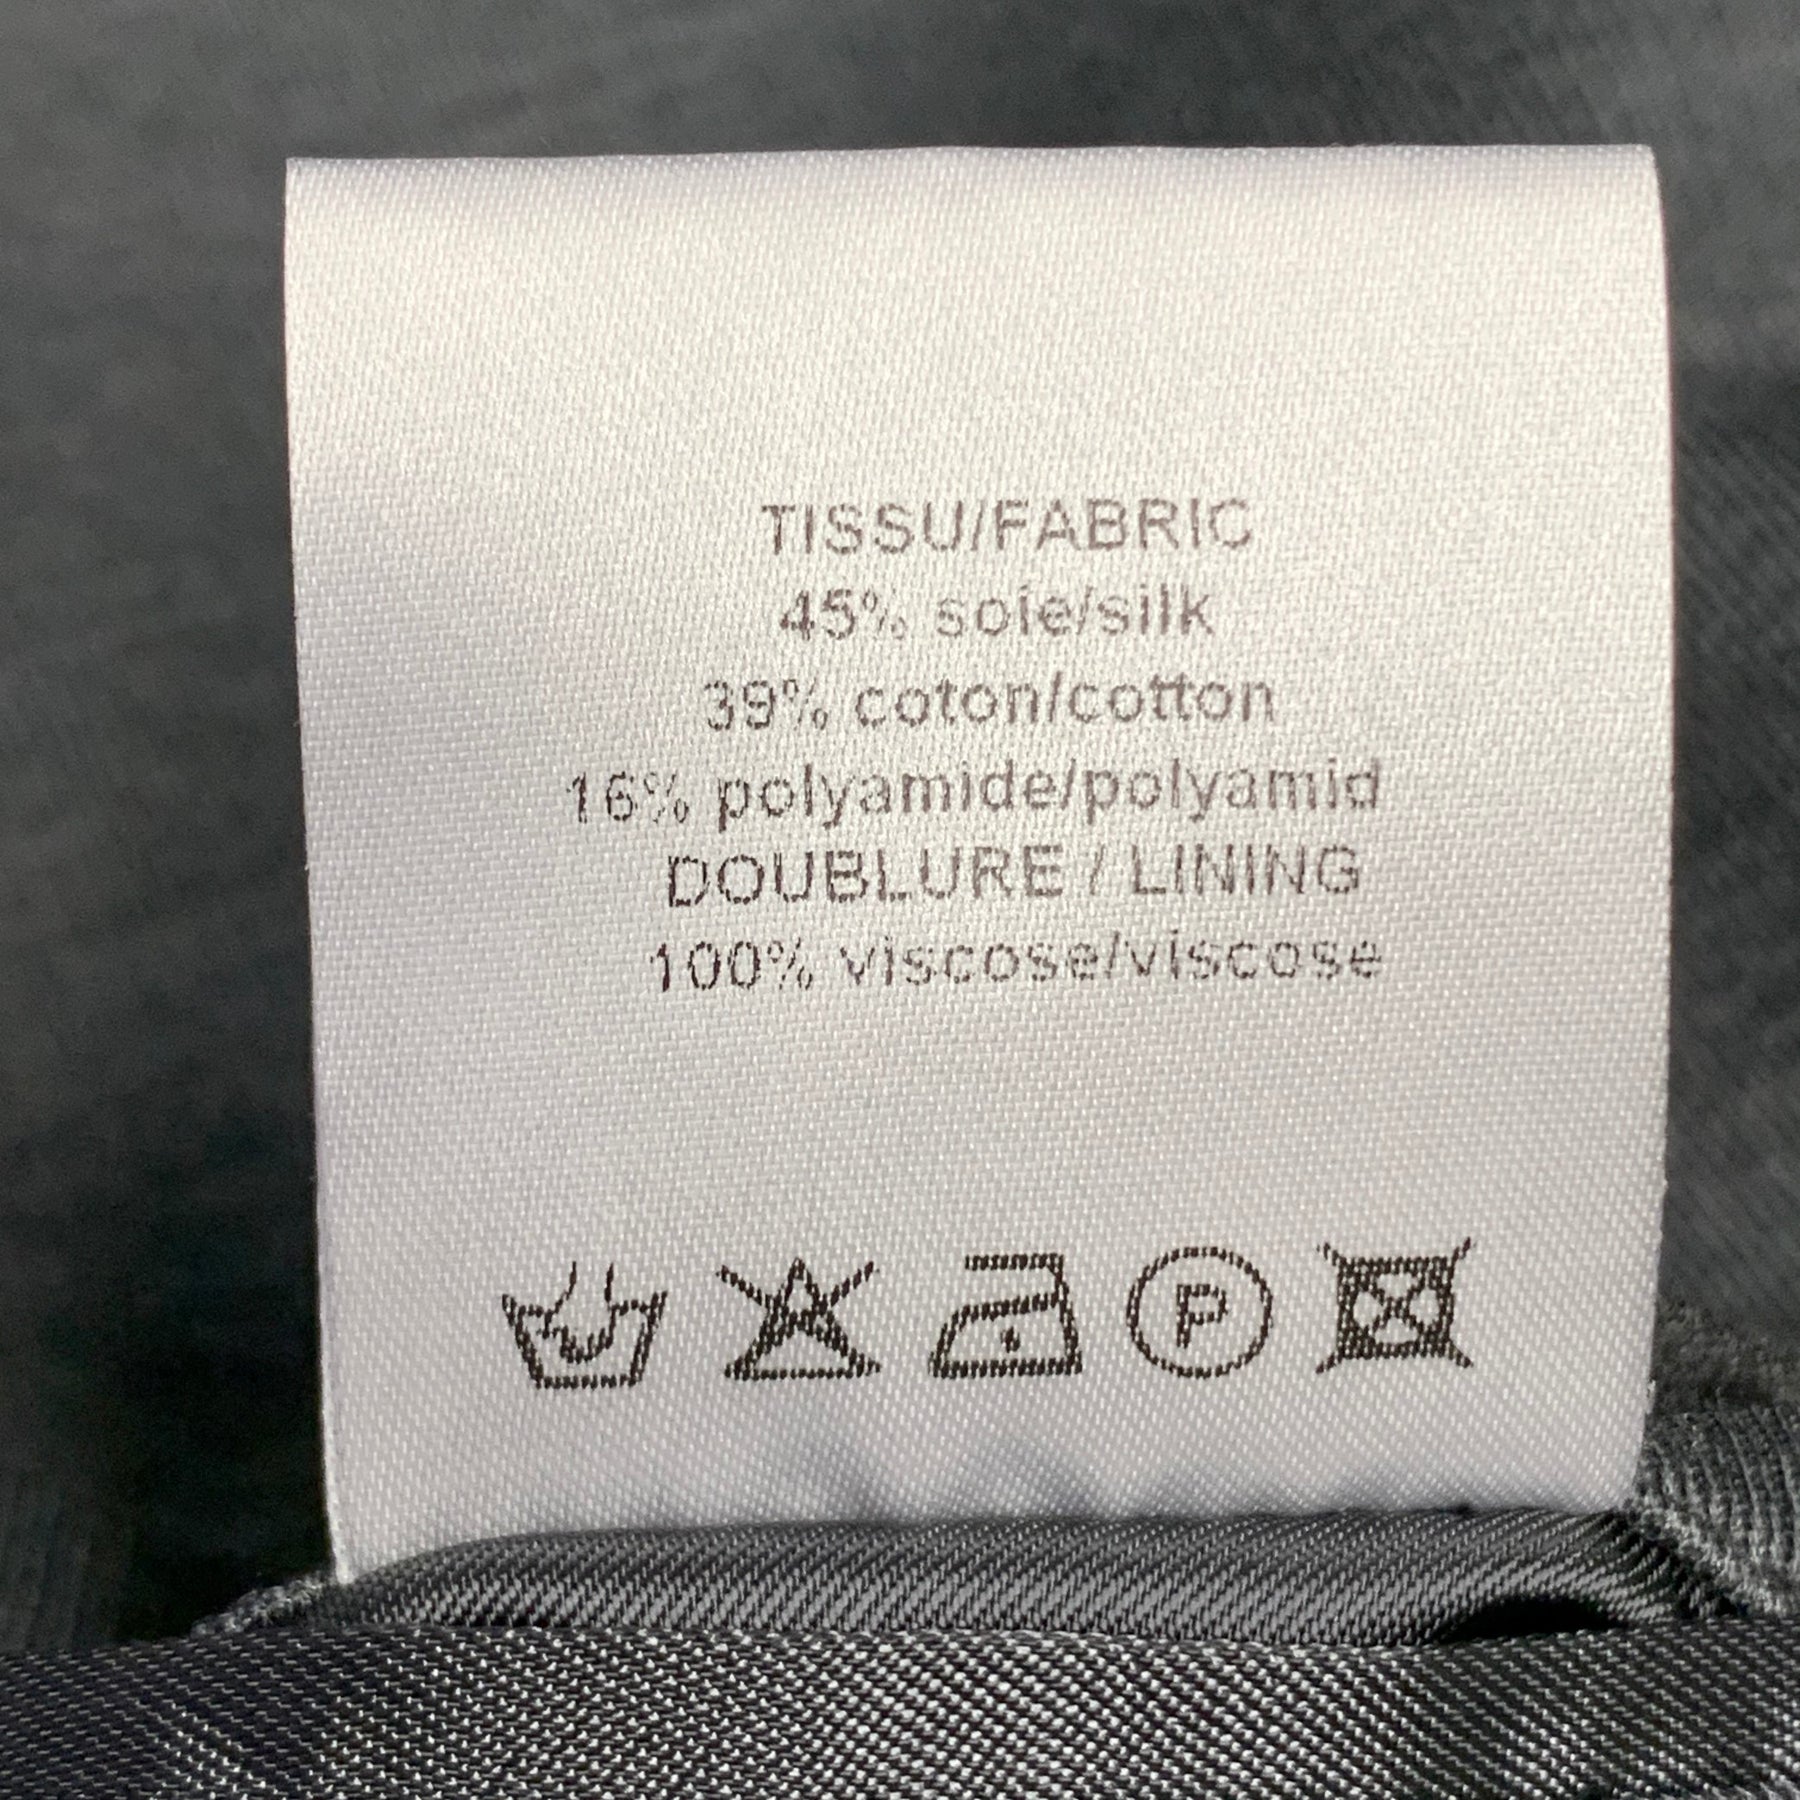 TISSU/FABRIC
45% soie/silk
39% coton/cotton
16% polyamide/polyamid
DOUBLURE / LINING
100% viscose/viscose
P